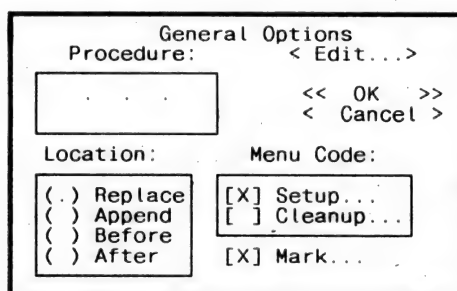 General Options
Procedure: < Edit...>
. . .
<< OK >>
< Cancel >
Location: Menu Code:
(.) Replace [X] Setup...
( ) Append [ ] Cleanup...
( ) Before
( ) After [X] Mark...